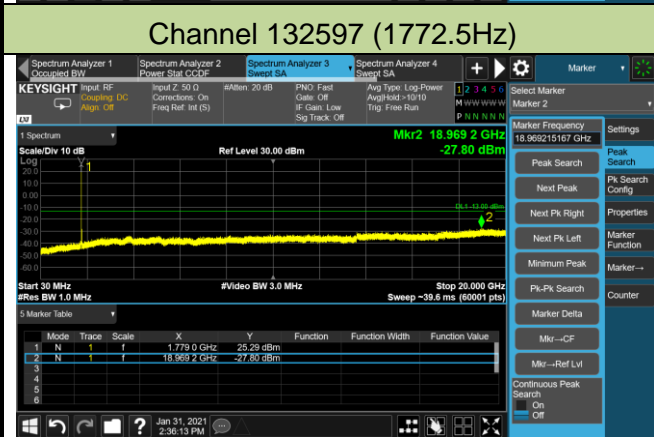 Channel 132597 (1772.5Hz)
Spectrum Analyzer 1
Occupied BW
Spectrum Analyzer 2
Power Stat CCDF
Spectrum Analyzer 3
Swept SA
Spectrum Analyzer 4
Swept SA
Marker
KEYSIGHT
Input: RF
Coupling: DC
Align: Off
Input Z: 50 Ω
Corrections: On
Freq Ref: Int (S)
#Atten: 20 dB
PNO: Fast
Gate: Off
IF Gain: Low
Sig Track: Off
Avg Type: Log-Power
Avg|Hold:>10/10
Trig: Free Run
1 2 3 4 5 6
M W W W W W
P N N N N N
Select Marker
Marker 2
LXI
1 Spectrum
Scale/Div 10 dB
Log
Ref Level 30.00 dBm
Mkr2 18.969 2 GHz
-27.80 dBm
20.0
10.0
0.00
-10.0
-20.0
-30.0
-40.0
-50.0
-60.0
1
DL1 -13.00 dBm
2
Start 30 MHz
#Res BW 1.0 MHz
#Video BW 3.0 MHz
Stop 20.000 GHz
Sweep ~39.6 ms (60001 pts)
5 Marker Table
Mode Trace Scale X Y Function Function Width Function Value
1 N 1 f 1.779 0 GHz 25.29 dBm
2 N 1 f 18.969 2 GHz -27.80 dBm
3
4
5
6
Marker Frequency
18.969215167 GHz
Peak Search
Next Peak
Next Pk Right
Next Pk Left
Minimum Peak
Pk-Pk Search
Marker Delta
Mkr→CF
Mkr→Ref Lvl
Continuous Peak
Search
On
Off
Settings
Peak
Search
Pk Search
Config
Properties
Marker
Function
Marker→
Counter
?
Jan 31, 2021
2:36:13 PM